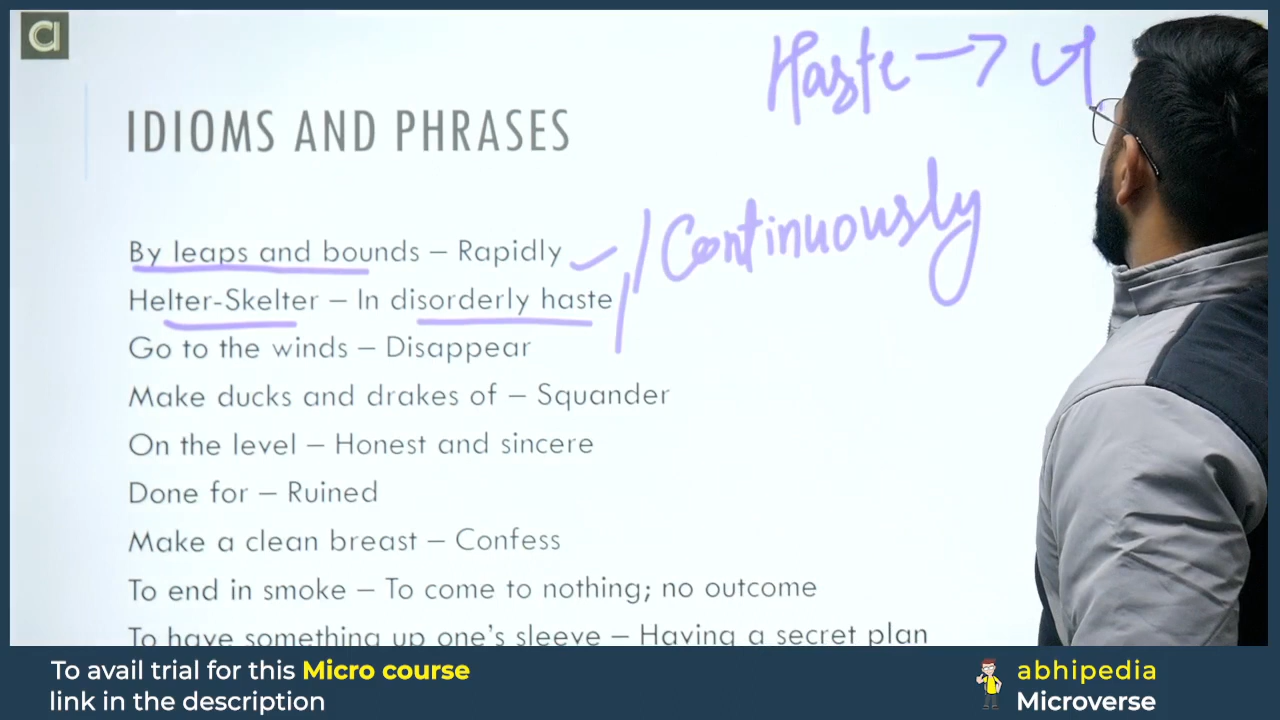 Haste →
IDIOMS AND PHRASES
By leaps and bounds – Rapidly / Continuously
Helter-Skelter – In disorderly haste
Go to the winds – Disappear
Make ducks and drakes of – Squander
On the level – Honest and sincere
Done for – Ruined
Make a clean breast – Confess
To end in smoke – To come to nothing; no outcome
To have something up one's sleeve – Having a secret plan
To avail trial for this Micro course
link in the description
abhipedia
Microverse